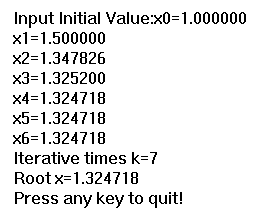 Input Initial Value:x0=1.000000
x1=1.500000
x2=1.347826
x3=1.325200
x4=1.324718
x5=1.324718
x6=1.324718
Iterative times k=7
Root x=1.324718
Press any key to quit!